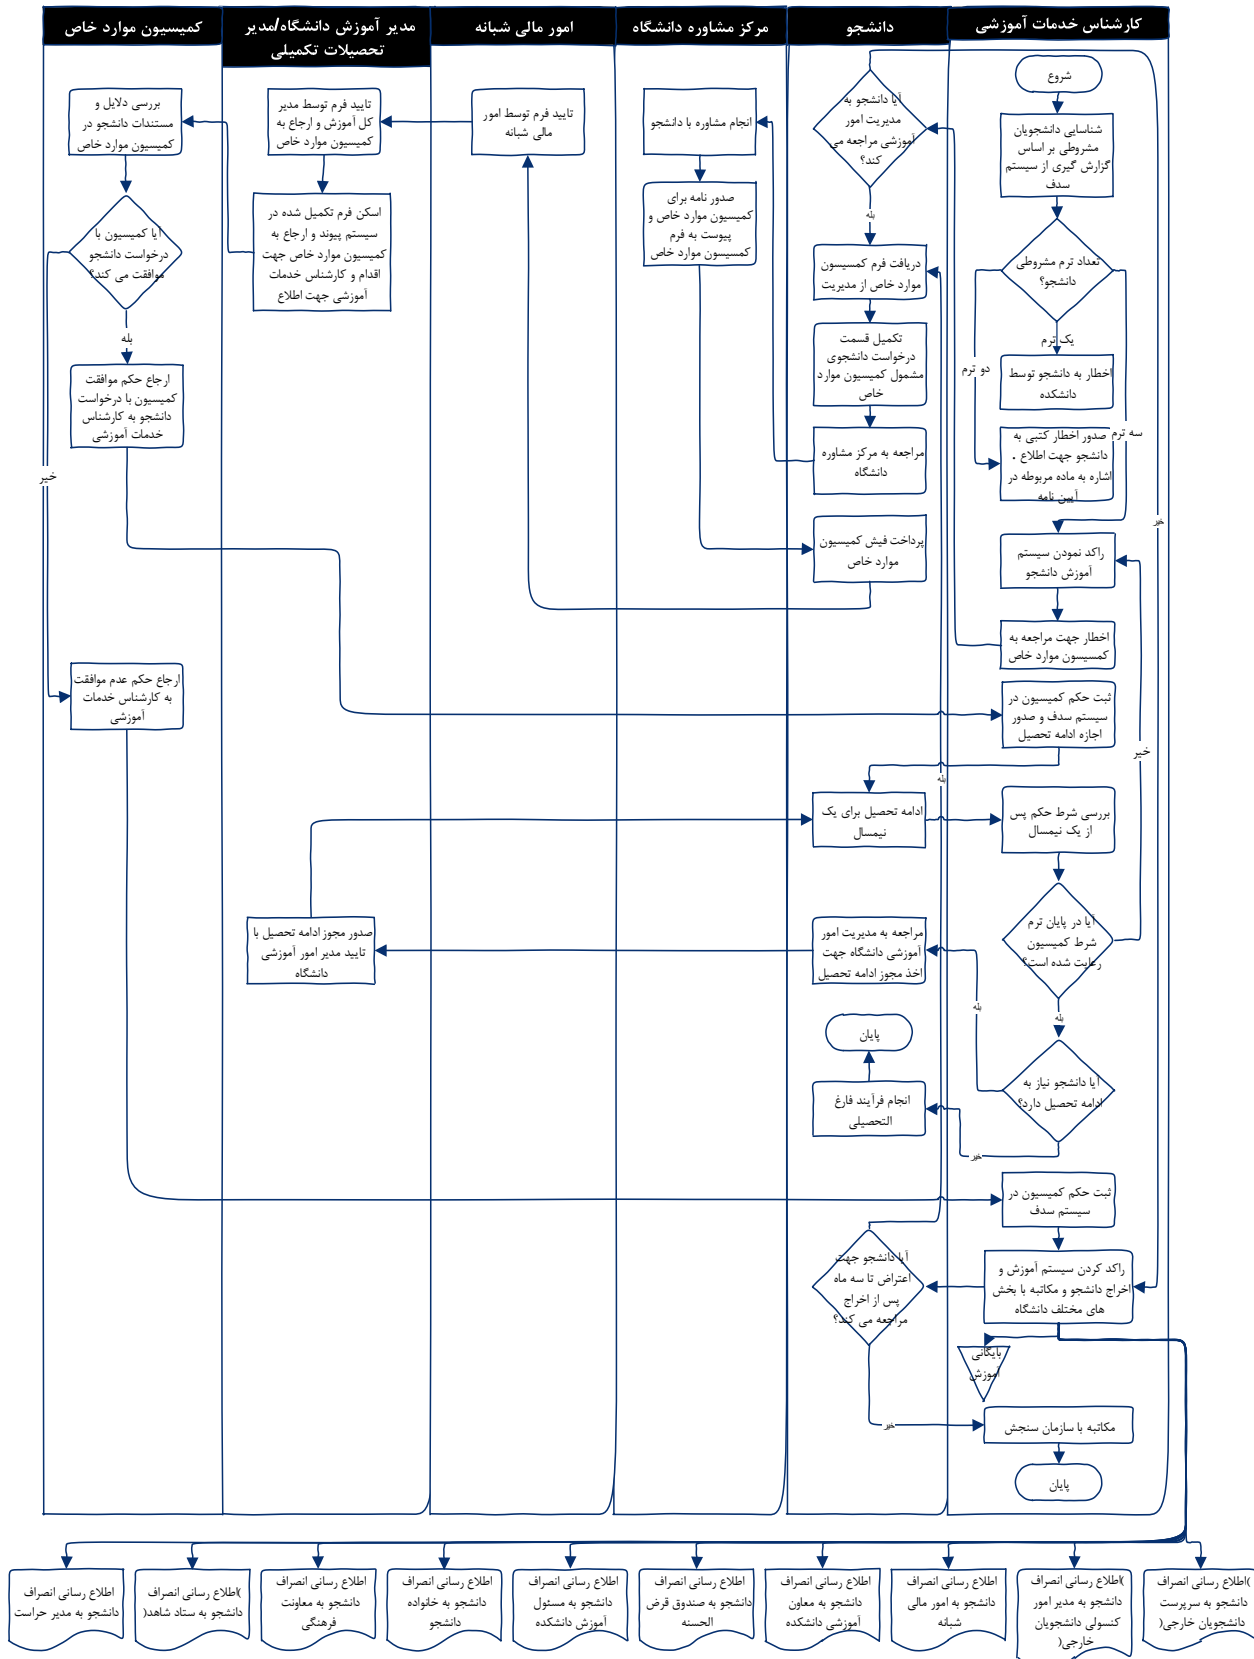 کارشناس خدمات آموزشی
دانشجو
مرکز مشاوره دانشگاه
امور مالی شبانه
مدیر آموزش دانشگاه/مدیر
تحصیلات تکمیلی
کمیسیون موارد خاص
شروع
شناسایی دانشجویان
مشروطی بر اساس
گزارش گیری از سیستم
سدف
تعداد ترم مشروطی
دانشجو؟
یک ترم
دو ترم
سه ترم
اخطار به دانشجو توسط
دانشکده
صدور اخطار کتبی به
دانشجو جهت اطلاع .
اشاره به ماده مربوطه در
آیین نامه
راکد نمودن سیستم
آموزش دانشجو
اخطار جهت مراجعه به
کمسیسون موارد خاص
ثبت حکم کمیسیون در
سیستم سدف و صدور
اجازه ادامه تحصیل
بررسی شرط حکم پس
از یک نیمسال
آیا در پایان ترم
شرط کمیسیون
رعایت شده است؟
خیر
بله
آیا دانشجو نیاز به
ادامه تحصیل دارد؟
بله
خیر
ثبت حکم کمیسیون در
سیستم سدف
راکد کردن سیستم آموزش و
اخراج دانشجو و مکاتبه با بخش
های مختلف دانشگاه
بایگانی
آموزش
مکاتبه با سازمان سنجش
پایان
آیا دانشجو به
مدیریت امور
آموزشی مراجعه می
کند؟
بله
خیر
دریافت فرم کمسیسون
موارد خاص از مدیریت
تکمیل قسمت
درخواست دانشجوی
مشمول کمیسیون موارد
خاص
مراجعه به مرکز مشاوره
دانشگاه
پرداخت فیش کمیسیون
موارد خاص
ادامه تحصیل برای یک
نیمسال
بله
مراجعه به مدیریت امور
آموزشی دانشگاه جهت
اخذ مجوز ادامه تحصیل
پایان
انجام فرآیند فارغ
التحصیلی
آیا دانشجو جهت
اعتراض تا سه ماه
پس از اخراج
مراجعه می کند؟
خیر
انجام مشاوره با دانشجو
صدور نامه برای
کمیسیون موارد خاص و
پیوست به فرم
کمسیسون موارد خاص
تایید فرم توسط امور
مالی شبانه
تایید فرم توسط مدیر
کل آموزش و ارجاع به
کمیسیون موارد خاص
اسکن فرم تکمیل شده در
سیستم پیوند و ارجاع به
کمیسیون موارد خاص جهت
اقدام و کارشناس خدمات
آموزشی جهت اطلاع
صدور مجوز ادامه تحصیل با
تایید مدیر امور آموزشی
دانشگاه
بررسی دلایل و
مستندات دانشجو در
کمیسیون موارد خاص
آیا کمیسیون با
درخواست دانشجو
موافقت می کند؟
بله
خیر
ارجاع حکم موافقت
کمیسیون با درخواست
دانشجو به کارشناس
خدمات آموزشی
ارجاع حکم عدم موافقت
به کارشناس خدمات
آموزشی
)اطلاع رسانی انصراف
دانشجو به سرپرست
دانشجویان خارجی(
)اطلاع رسانی انصراف
دانشجو به مدیر امور
کنسولی دانشجویان
خارجی(
اطلاع رسانی انصراف
دانشجو به امور مالی
شبانه
اطلاع رسانی انصراف
دانشجو به معاون
آموزشی دانشکده
اطلاع رسانی انصراف
دانشجو به صندوق قرض
الحسنه
اطلاع رسانی انصراف
دانشجو به مسئول
آموزش دانشکده
اطلاع رسانی انصراف
دانشجو به خانواده
دانشجو
اطلاع رسانی انصراف
دانشجو به معاونت
فرهنگی
)اطلاع رسانی انصراف
دانشجو به ستاد شاهد(
اطلاع رسانی انصراف
دانشجو به مدیر حراست